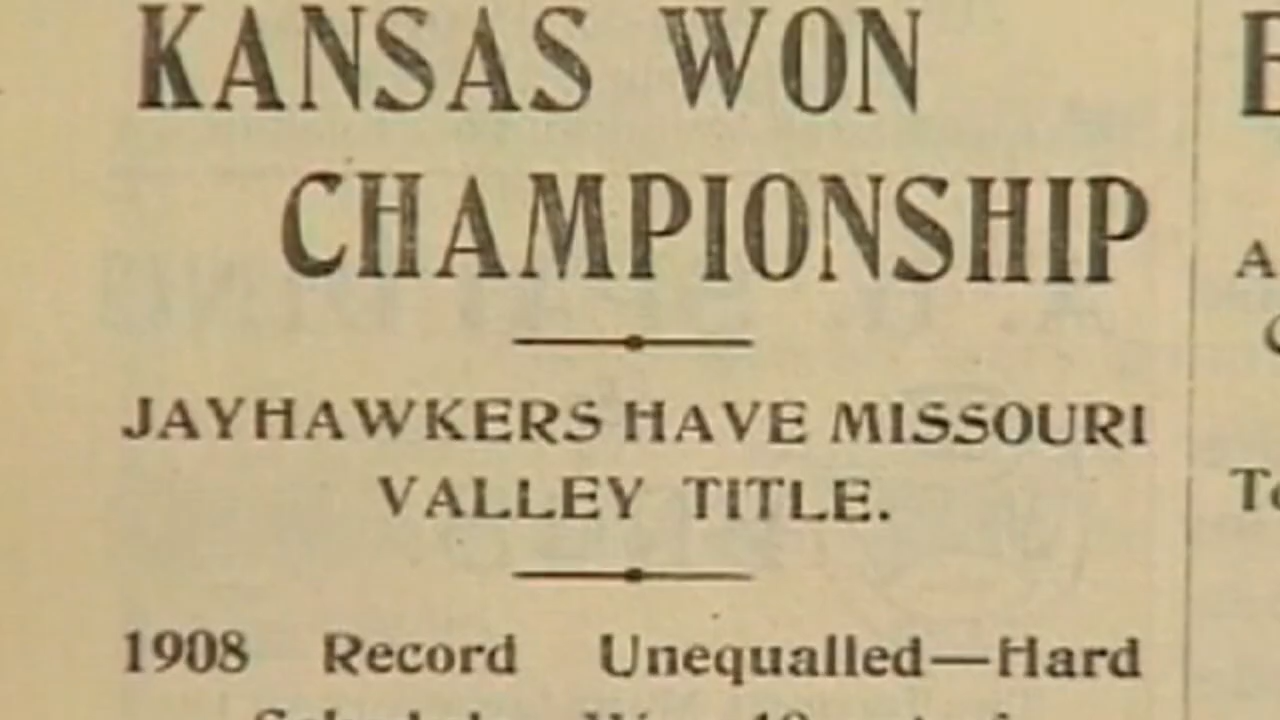 KANSAS WON
CHAMPIONSHIP
JAYHAWKERS HAVE MISSOURI
VALLEY TITLE.
1908 Record Unequalled—Hard